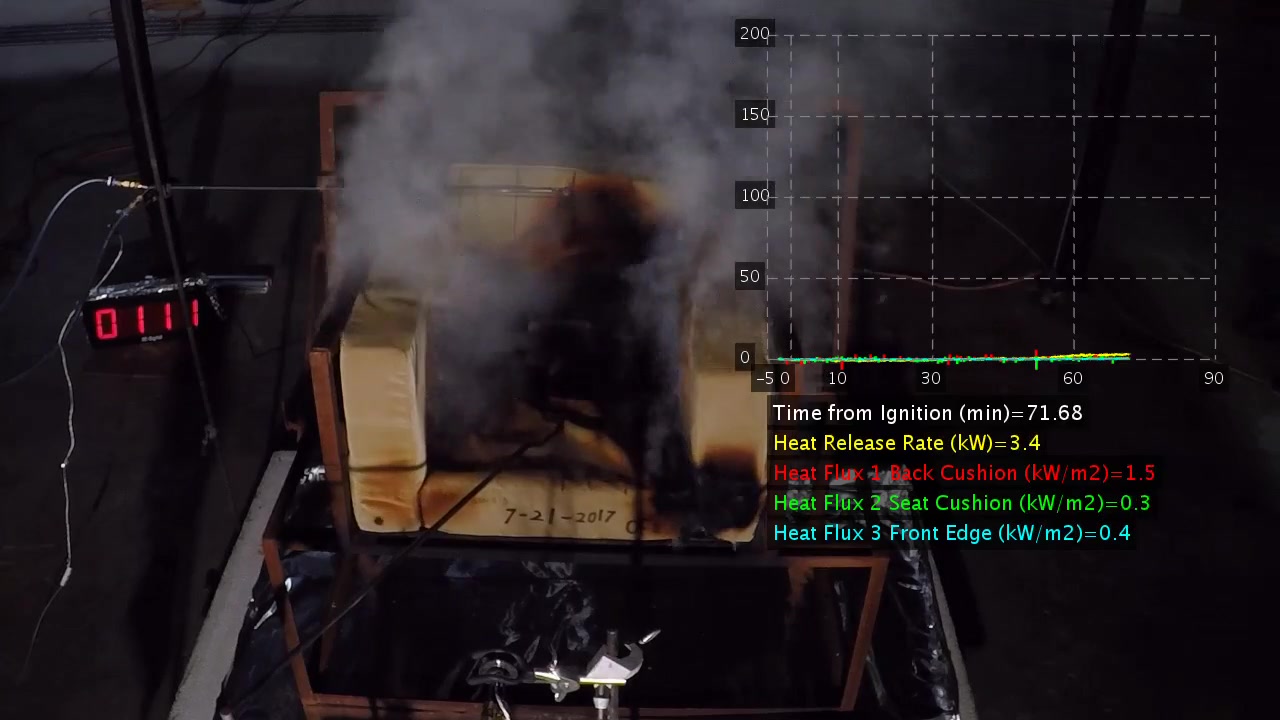 200
150
100
50
0
-5 0 10 30 60 90
0111
Time from Ignition (min)=71.68
Heat Release Rate (kW)=3.4
Heat Flux 1 Back Cushion (kW/m2)=1.5
Heat Flux 2 Seat Cushion (kW/m2)=0.3
Heat Flux 3 Front Edge (kW/m2)=0.4
7-21-2017